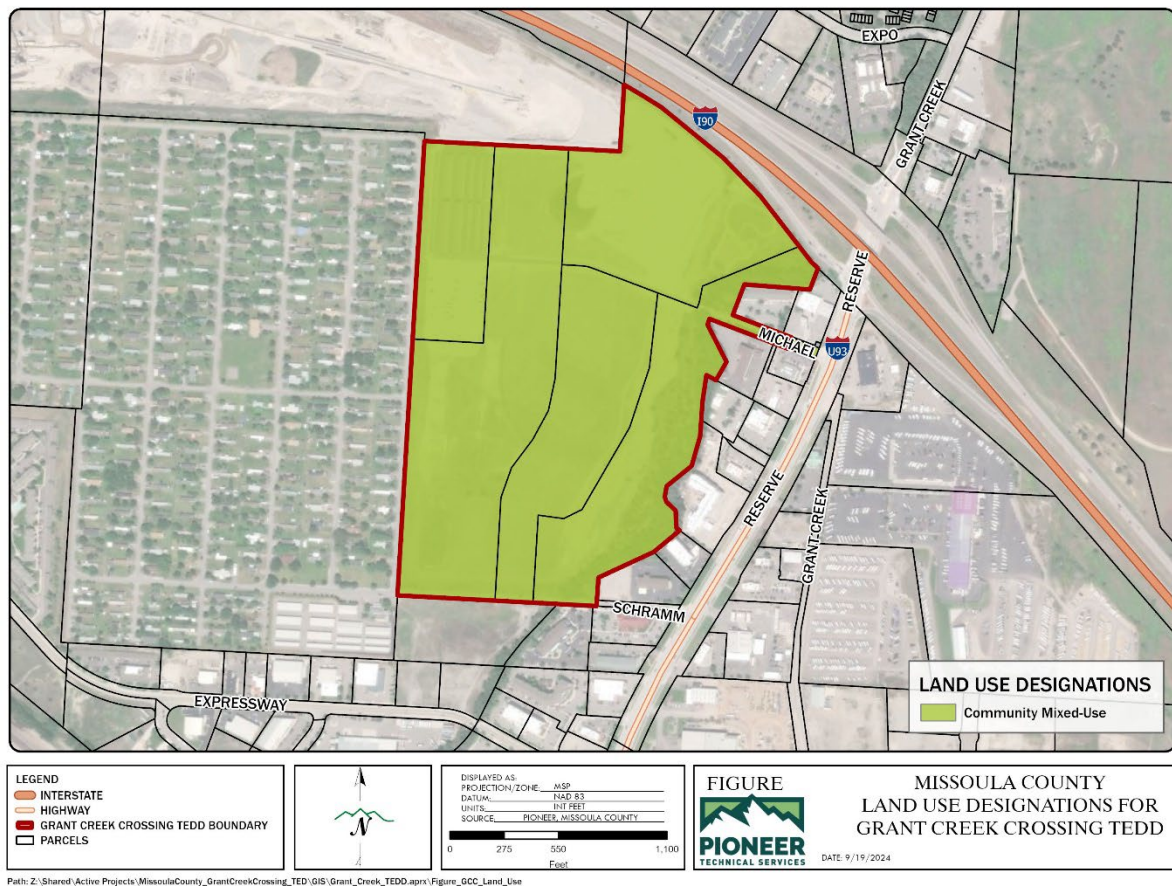 EXPO
I90
GRANT CREEK
RESERVE
MICHAEL
U93
RESERVE
GRANT CREEK
SCHRAMM
EXPRESSWAY
LAND USE DESIGNATIONS
Community Mixed-Use
LEGEND
INTERSTATE
HIGHWAY
GRANT CREEK CROSSING TEDD BOUNDARY
PARCELS
N
DISPLAYED AS:
PROJECTION/ZONE: MSP
DATUM: NAD 83
UNITS: INT FEET
SOURCE: PIONEER, MISSOULA COUNTY
0 275 550 1,100
Feet
FIGURE
PIONEER
TECHNICAL SERVICES
MISSOULA COUNTY
LAND USE DESIGNATIONS FOR
GRANT CREEK CROSSING TEDD
DATE: 9/19/2024
Path: Z:\Shared\Active Projects\MissoulaCounty_GrantCreekCrossing_TED\GIS\Grant_Creek_TEDD.aprx\Figure_GCC_Land_Use